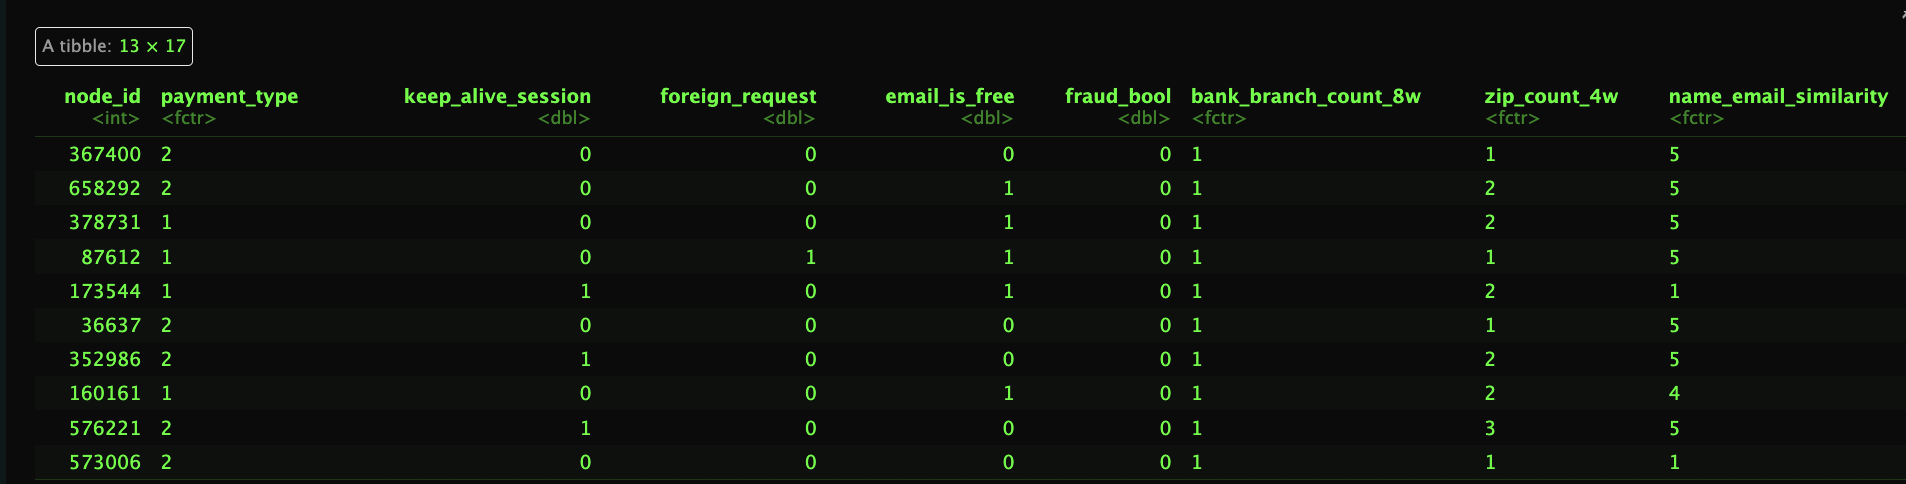 A tibble: 13 × 17
node_id payment_type keep_alive_session foreign_request email_is_free fraud_bool bank_branch_count_8w zip_count_4w name_email_similarity
<int> <fctr> <dbl> <dbl> <dbl> <dbl> <fctr> <fctr> <fctr>
367400 2 0 0 0 0 1 1 5
658292 2 0 0 1 0 1 2 5
378731 1 0 0 1 0 1 2 5
87612 1 0 1 1 0 1 1 5
173544 1 1 0 1 0 1 2 1
36637 2 0 0 0 0 1 1 5
352986 2 1 0 0 0 1 2 5
160161 1 0 0 1 0 1 2 4
576221 2 1 0 0 0 1 3 5
573006 2 0 0 0 0 1 1 1